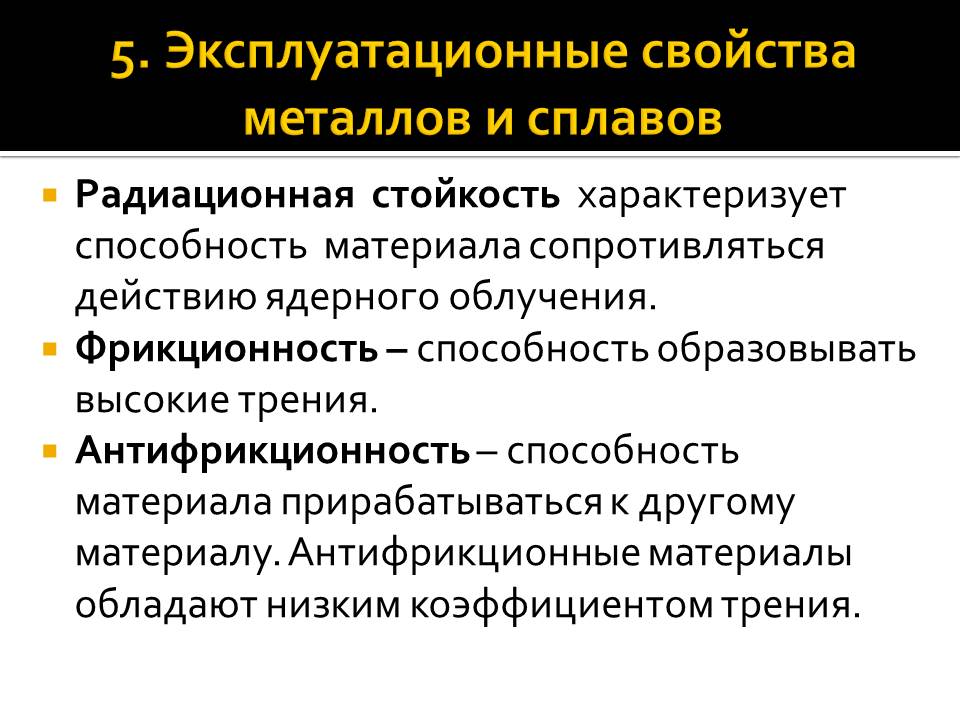 5. Эксплуатационные свойства
металлов и сплавов
Радиационная стойкость характеризует
способность материала сопротивляться
действию ядерного облучения.
Фрикционность – способность образовывать
высокие трения.
Антифрикционность – способность
материала прирабатываться к другому
материалу. Антифрикционные материалы
обладают низким коэффициентом трения.